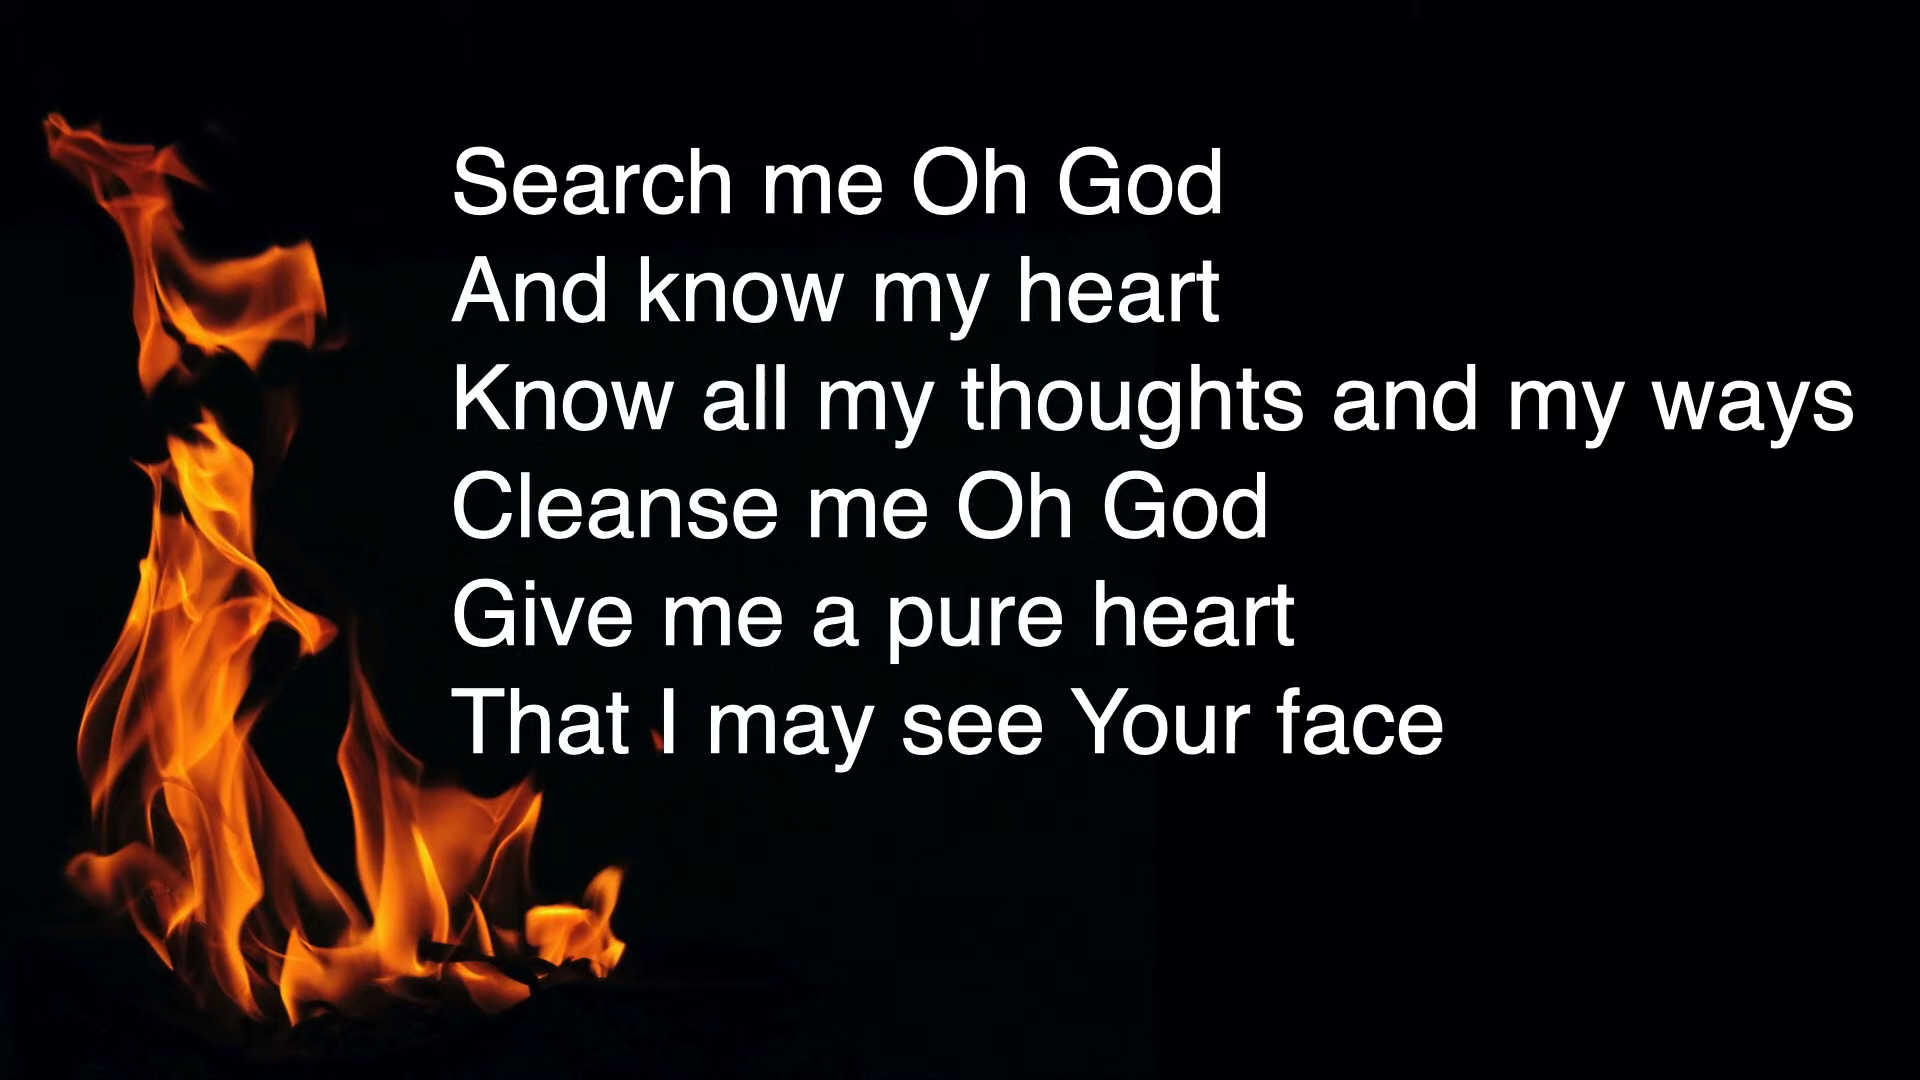 Search me Oh God
And know my heart
Know all my thoughts and my ways
Cleanse me Oh God
Give me a pure heart
That I may see Your face